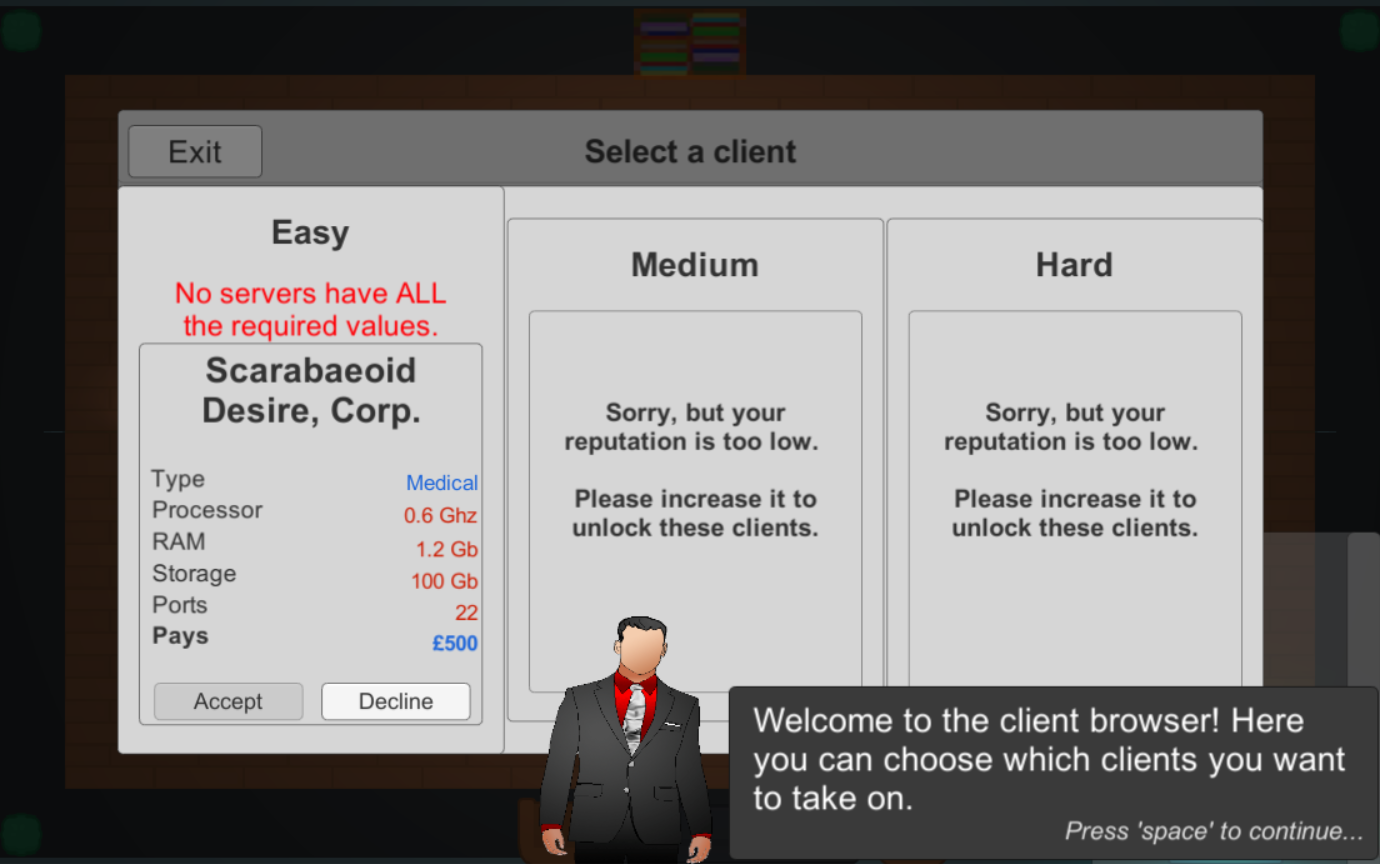 Exit
Select a client
Easy
No servers have ALL
the required values.
Scarabaeoid
Desire, Corp.
Type Medical
Processor 0.6 Ghz
RAM 1.2 Gb
Storage 100 Gb
Ports 22
Pays £500
Accept Decline
Medium
Sorry, but your
reputation is too low.
Please increase it to
unlock these clients.
Hard
Sorry, but your
reputation is too low.
Please increase it to
unlock these clients.
Welcome to the client browser! Here
you can choose which clients you want
to take on.
Press 'space' to continue...